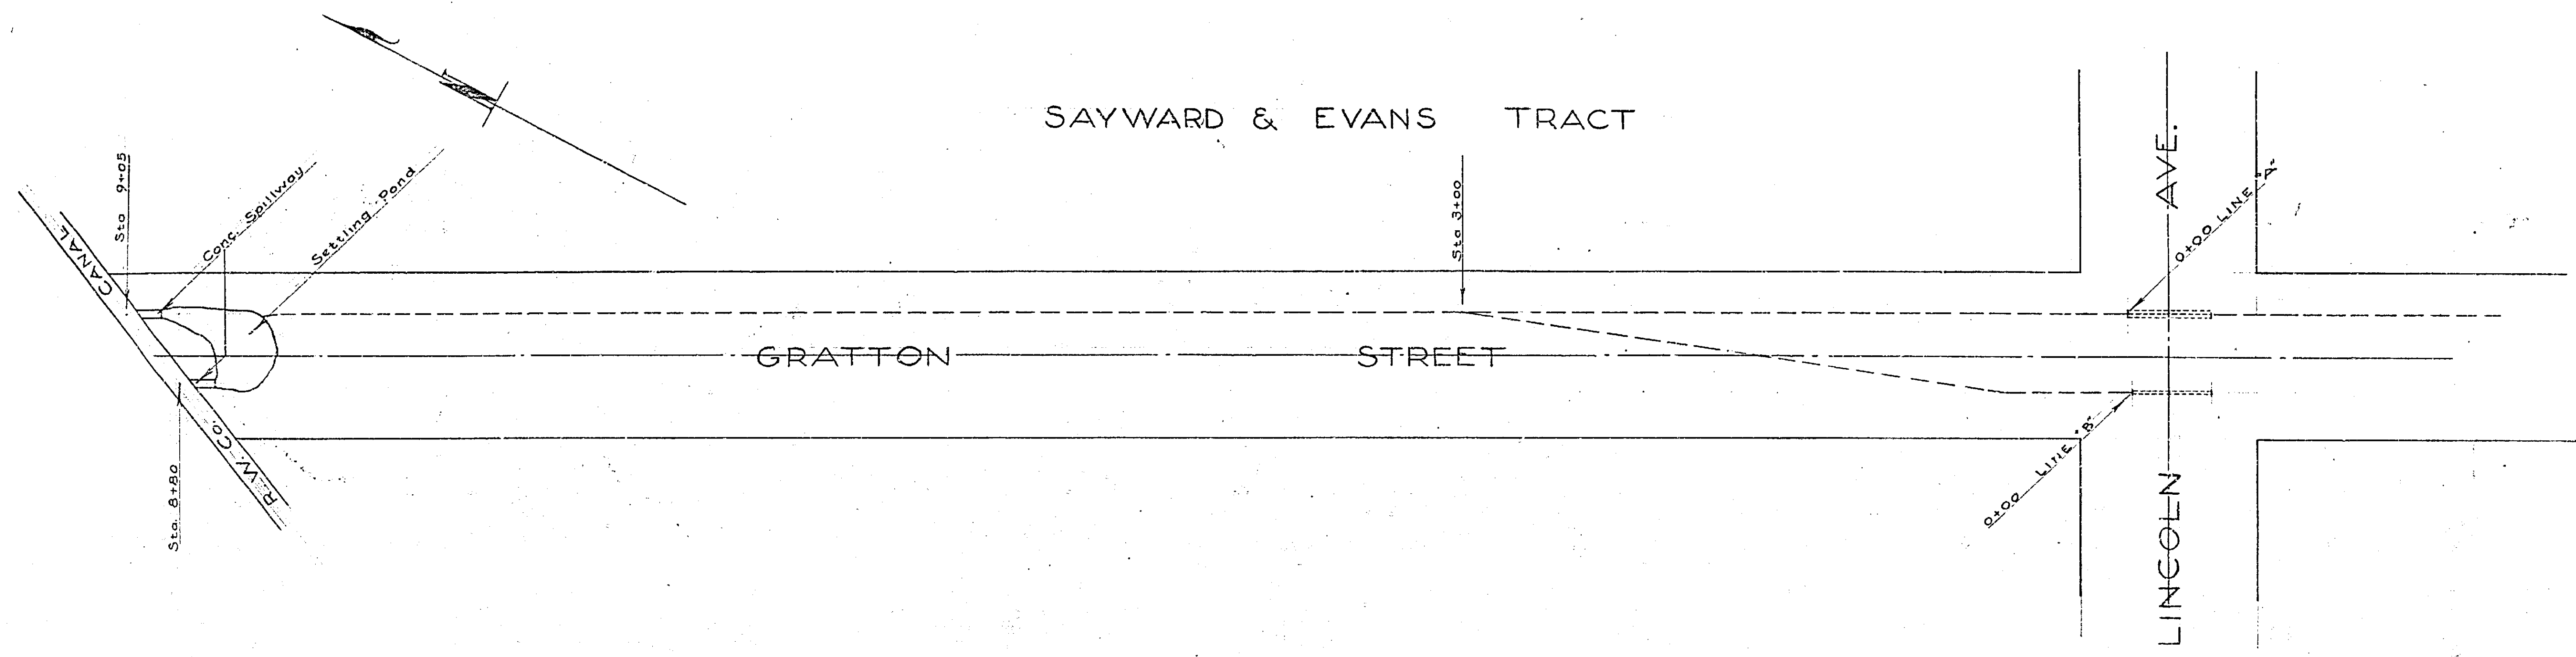 SAYWARD & EVANS TRACT
Sta 9+05
Conc. Spillway
Settling Pond
Sta 3+00
LINCOLN AVE.
0+00 LINE "A"
R.W. Co. CANAL
GRATTON STREET
Sta. 8+80
0+00 LINE "B"